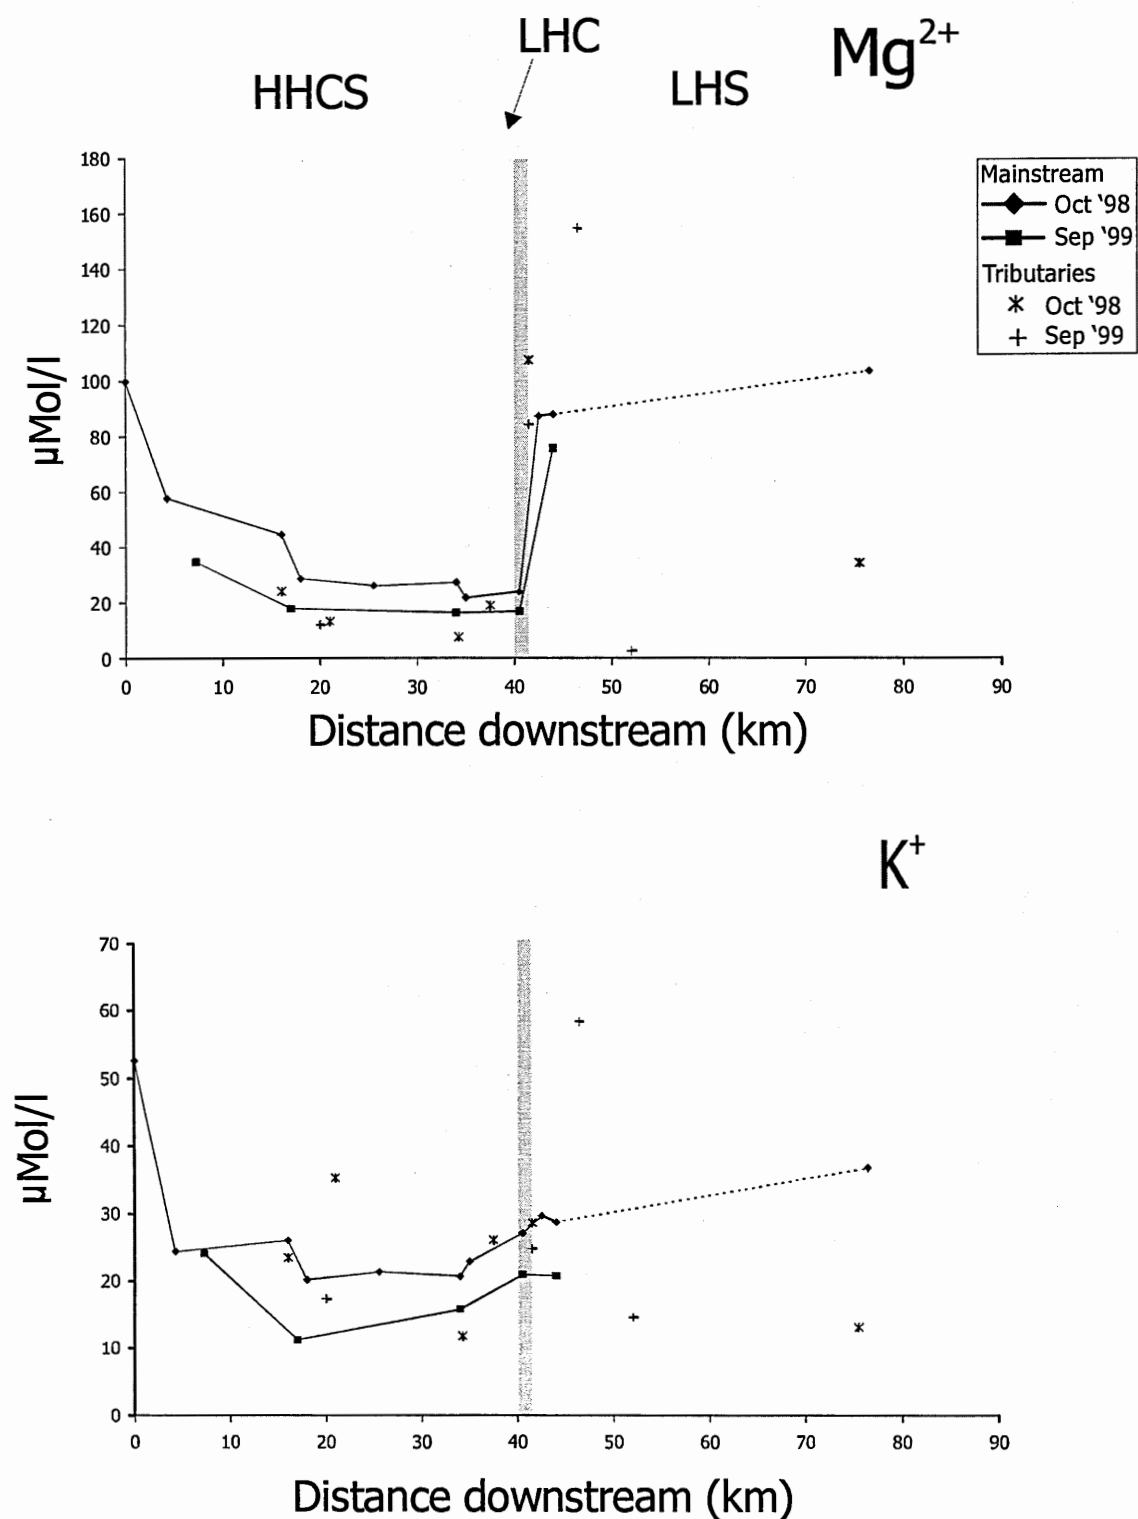 LHC
Mg2+
HHCS
LHS
180
160
140
120
100
80
60
40
20
0
µMol/l
0 10 20 30 40 50 60 70 80 90
Distance downstream (km)
Mainstream
Oct '98
Sep '99
Tributaries
Oct '98
Sep '99
K+
70
60
50
40
30
20
10
0
µMol/l
0 10 20 30 40 50 60 70 80 90
Distance downstream (km)